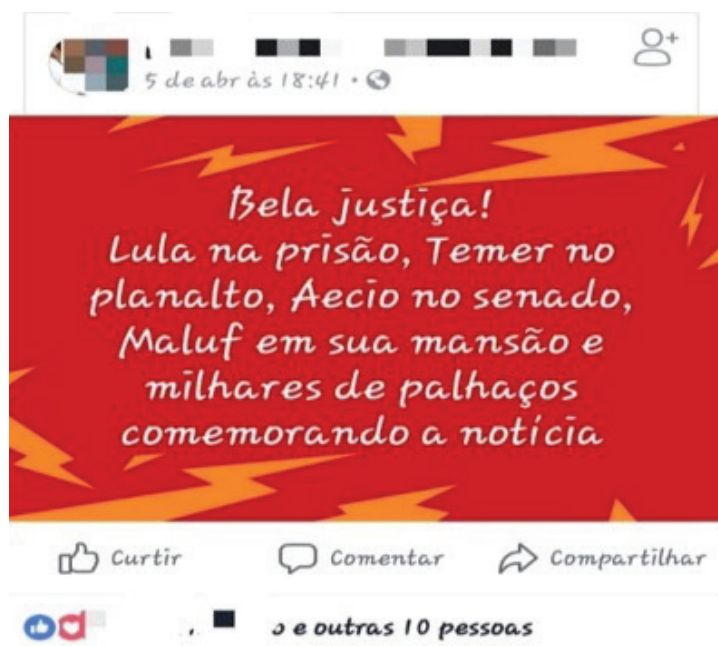 5 de abr às 18:41
Bela justiça!
Lula na prisão, Temer no
planalto, Aecio no senado,
Maluf em sua mansão e
milhares de palhaços
comemorando a notícia
Curtir Comentar Compartilhar
e outras 10 pessoas